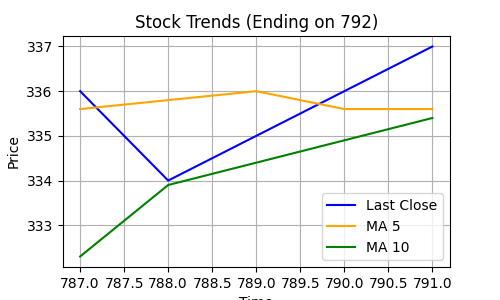 Stock Trends (Ending on 792)
337
336
335
334
333
Price
Last Close
MA 5
MA 10
787.0 787.5 788.0 788.5 789.0 789.5 790.0 790.5 791.0
Time